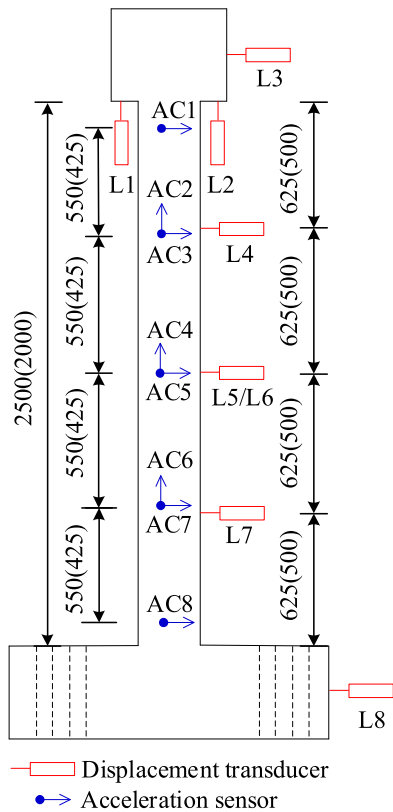 L3
AC1
L1
L2
550(425)
625(500)
AC2
AC3
L4
2500(2000)
550(425)
625(500)
AC4
AC5
L5/L6
550(425)
625(500)
AC6
AC7
L7
550(425)
625(500)
AC8
L8
Displacement transducer
Acceleration sensor